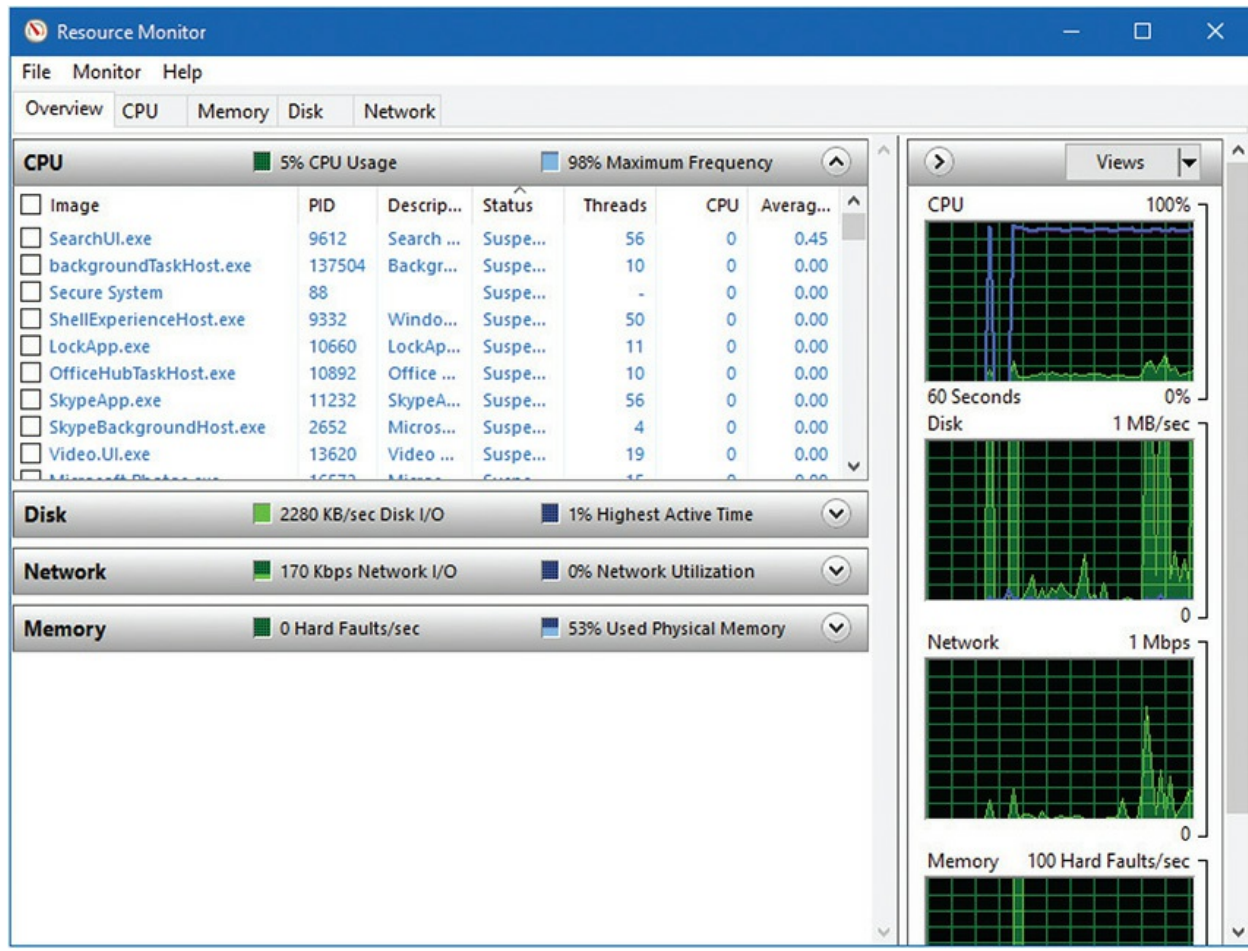 Resource Monitor
File Monitor Help
Overview CPU Memory Disk Network
CPU 5% CPU Usage 98% Maximum Frequency
Image PID Descrip... Status Threads CPU Averag...
SearchUI.exe 9612 Search ... Suspe... 56 0 0.45
backgroundTaskHost.exe 137504 Backgr... Suspe... 10 0 0.00
Secure System 88 Suspe... - 0 0.00
ShellExperienceHost.exe 9332 Windo... Suspe... 50 0 0.00
LockApp.exe 10660 LockAp... Suspe... 11 0 0.00
OfficeHubTaskHost.exe 10892 Office ... Suspe... 10 0 0.00
SkypeApp.exe 11232 SkypeA... Suspe... 56 0 0.00
SkypeBackgroundHost.exe 2652 Micros... Suspe... 4 0 0.00
Video.UI.exe 13620 Video ... Suspe... 19 0 0.00
Disk 2280 KB/sec Disk I/O 1% Highest Active Time
Network 170 Kbps Network I/O 0% Network Utilization
Memory 0 Hard Faults/sec 53% Used Physical Memory
Views
CPU 100%
60 Seconds 0%
Disk 1 MB/sec
0
Network 1 Mbps
0
Memory 100 Hard Faults/sec